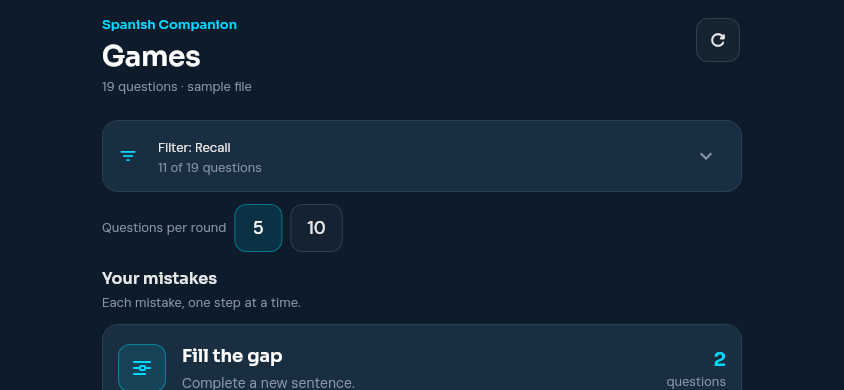 Spanish Companion
Games
19 questions · sample file
Filter: Recall
11 of 19 questions
Questions per round 5 10
Your mistakes
Each mistake, one step at a time.
Fill the gap
2
Complete a new sentence.
questions